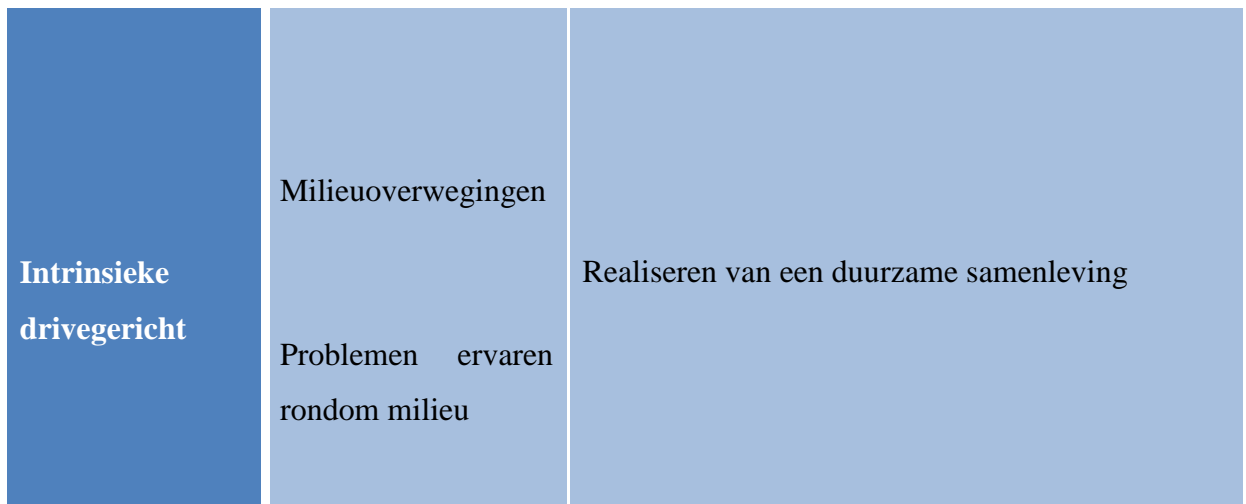 Intrinsieke
drivegericht
Milieuoverwegingen
Problemen ervaren
rondom milieu
Realiseren van een duurzame samenleving